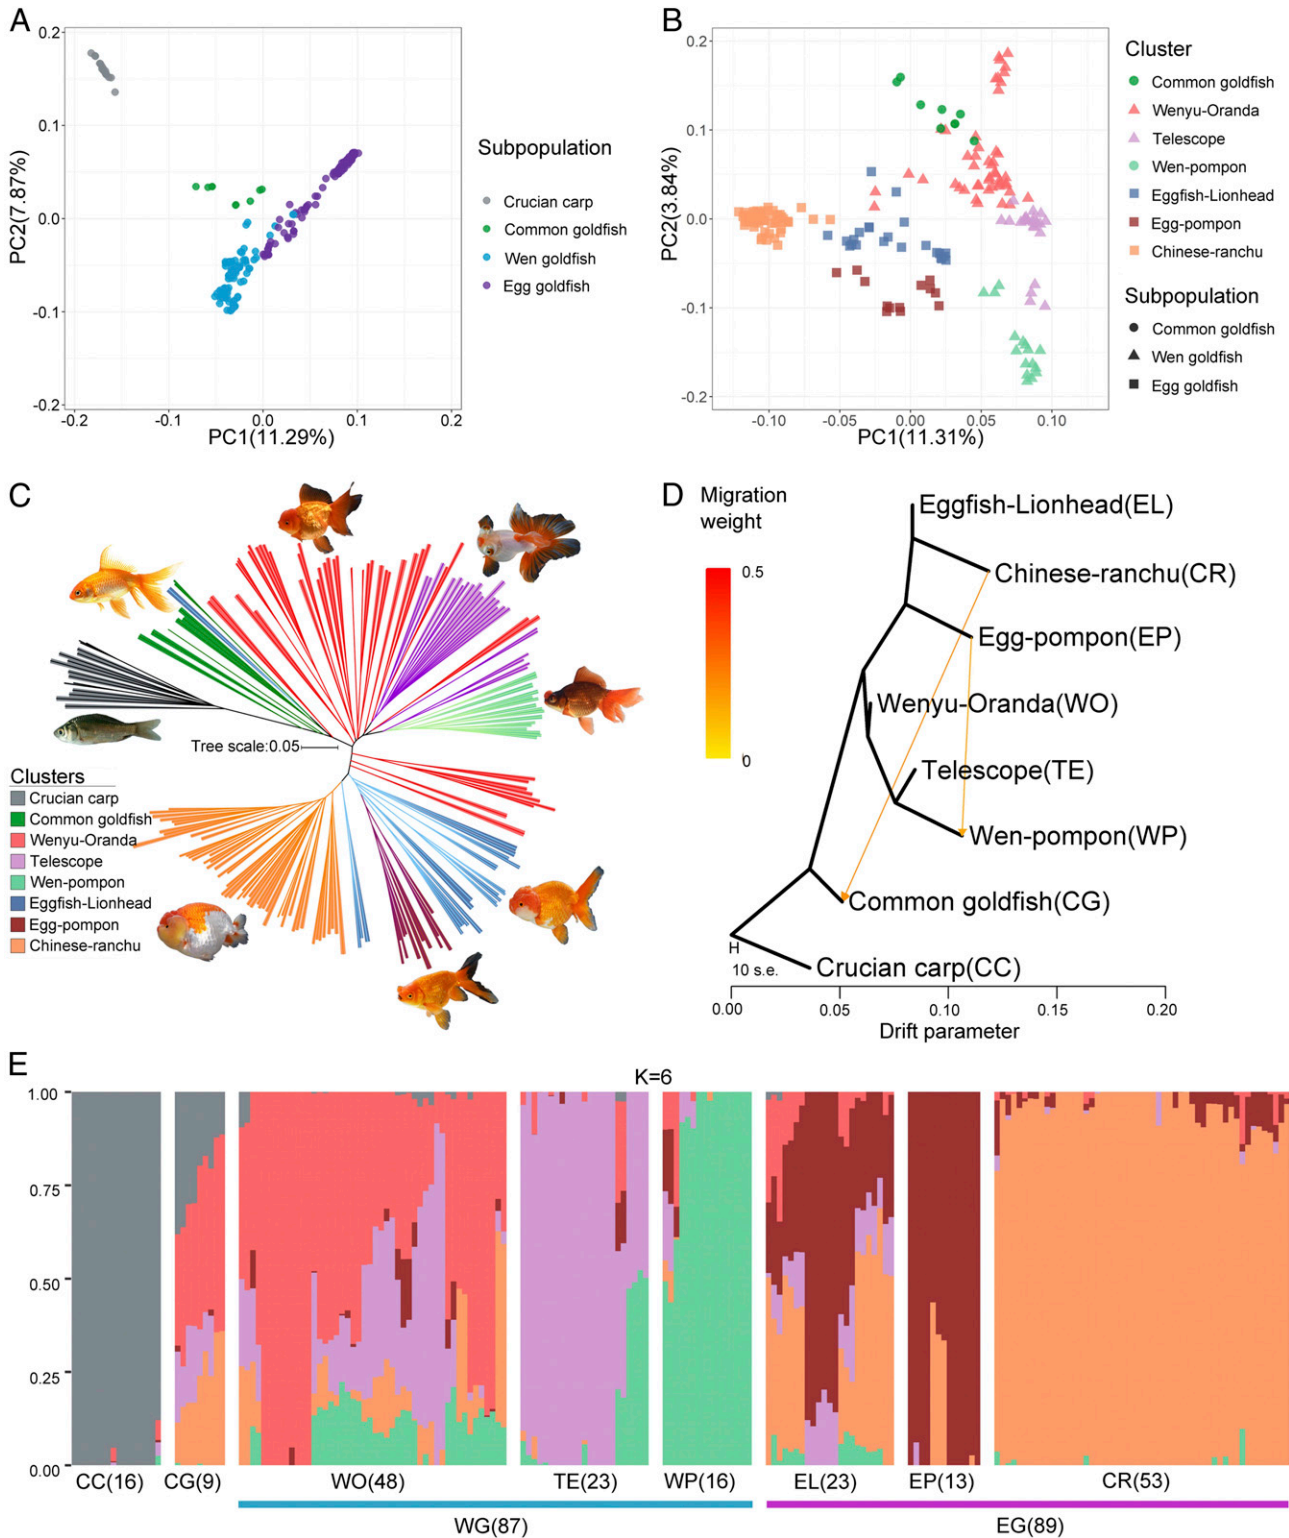 A
0.2
0.1
0.0
-0.1
-0.2
-0.2
-0.1
0.0
0.1
0.2
PC1(11.29%)
PC2(7.87%)
Subpopulation
Crucian carp
Common goldfish
Wen goldfish
Egg goldfish
B
0.2
0.1
0.0
-0.1
-0.2
-0.10
-0.05
0.00
0.05
0.10
PC1(11.31%)
PC2(3.84%)
Cluster
Common goldfish
Wenyu-Oranda
Telescope
Wen-pompon
Eggfish-Lionhead
Egg-pompon
Chinese-ranchu
Subpopulation
Common goldfish
Wen goldfish
Egg goldfish
C
Tree scale:0.05
Clusters
Crucian carp
Common goldfish
Wenyu-Oranda
Telescope
Wen-pompon
Eggfish-Lionhead
Egg-pompon
Chinese-ranchu
D
Migration
weight
0.5
0
Eggfish-Lionhead(EL)
Chinese-ranchu(CR)
Egg-pompon(EP)
Wenyu-Oranda(WO)
Telescope(TE)
Wen-pompon(WP)
Common goldfish(CG)
Crucian carp(CC)
10 s.e.
0.00
0.05
0.10
0.15
0.20
Drift parameter
E
K=6
1.00
0.75
0.50
0.25
0.00
CC(16)
CG(9)
WO(48)
TE(23)
WP(16)
EL(23)
EP(13)
CR(53)
WG(87)
EG(89)